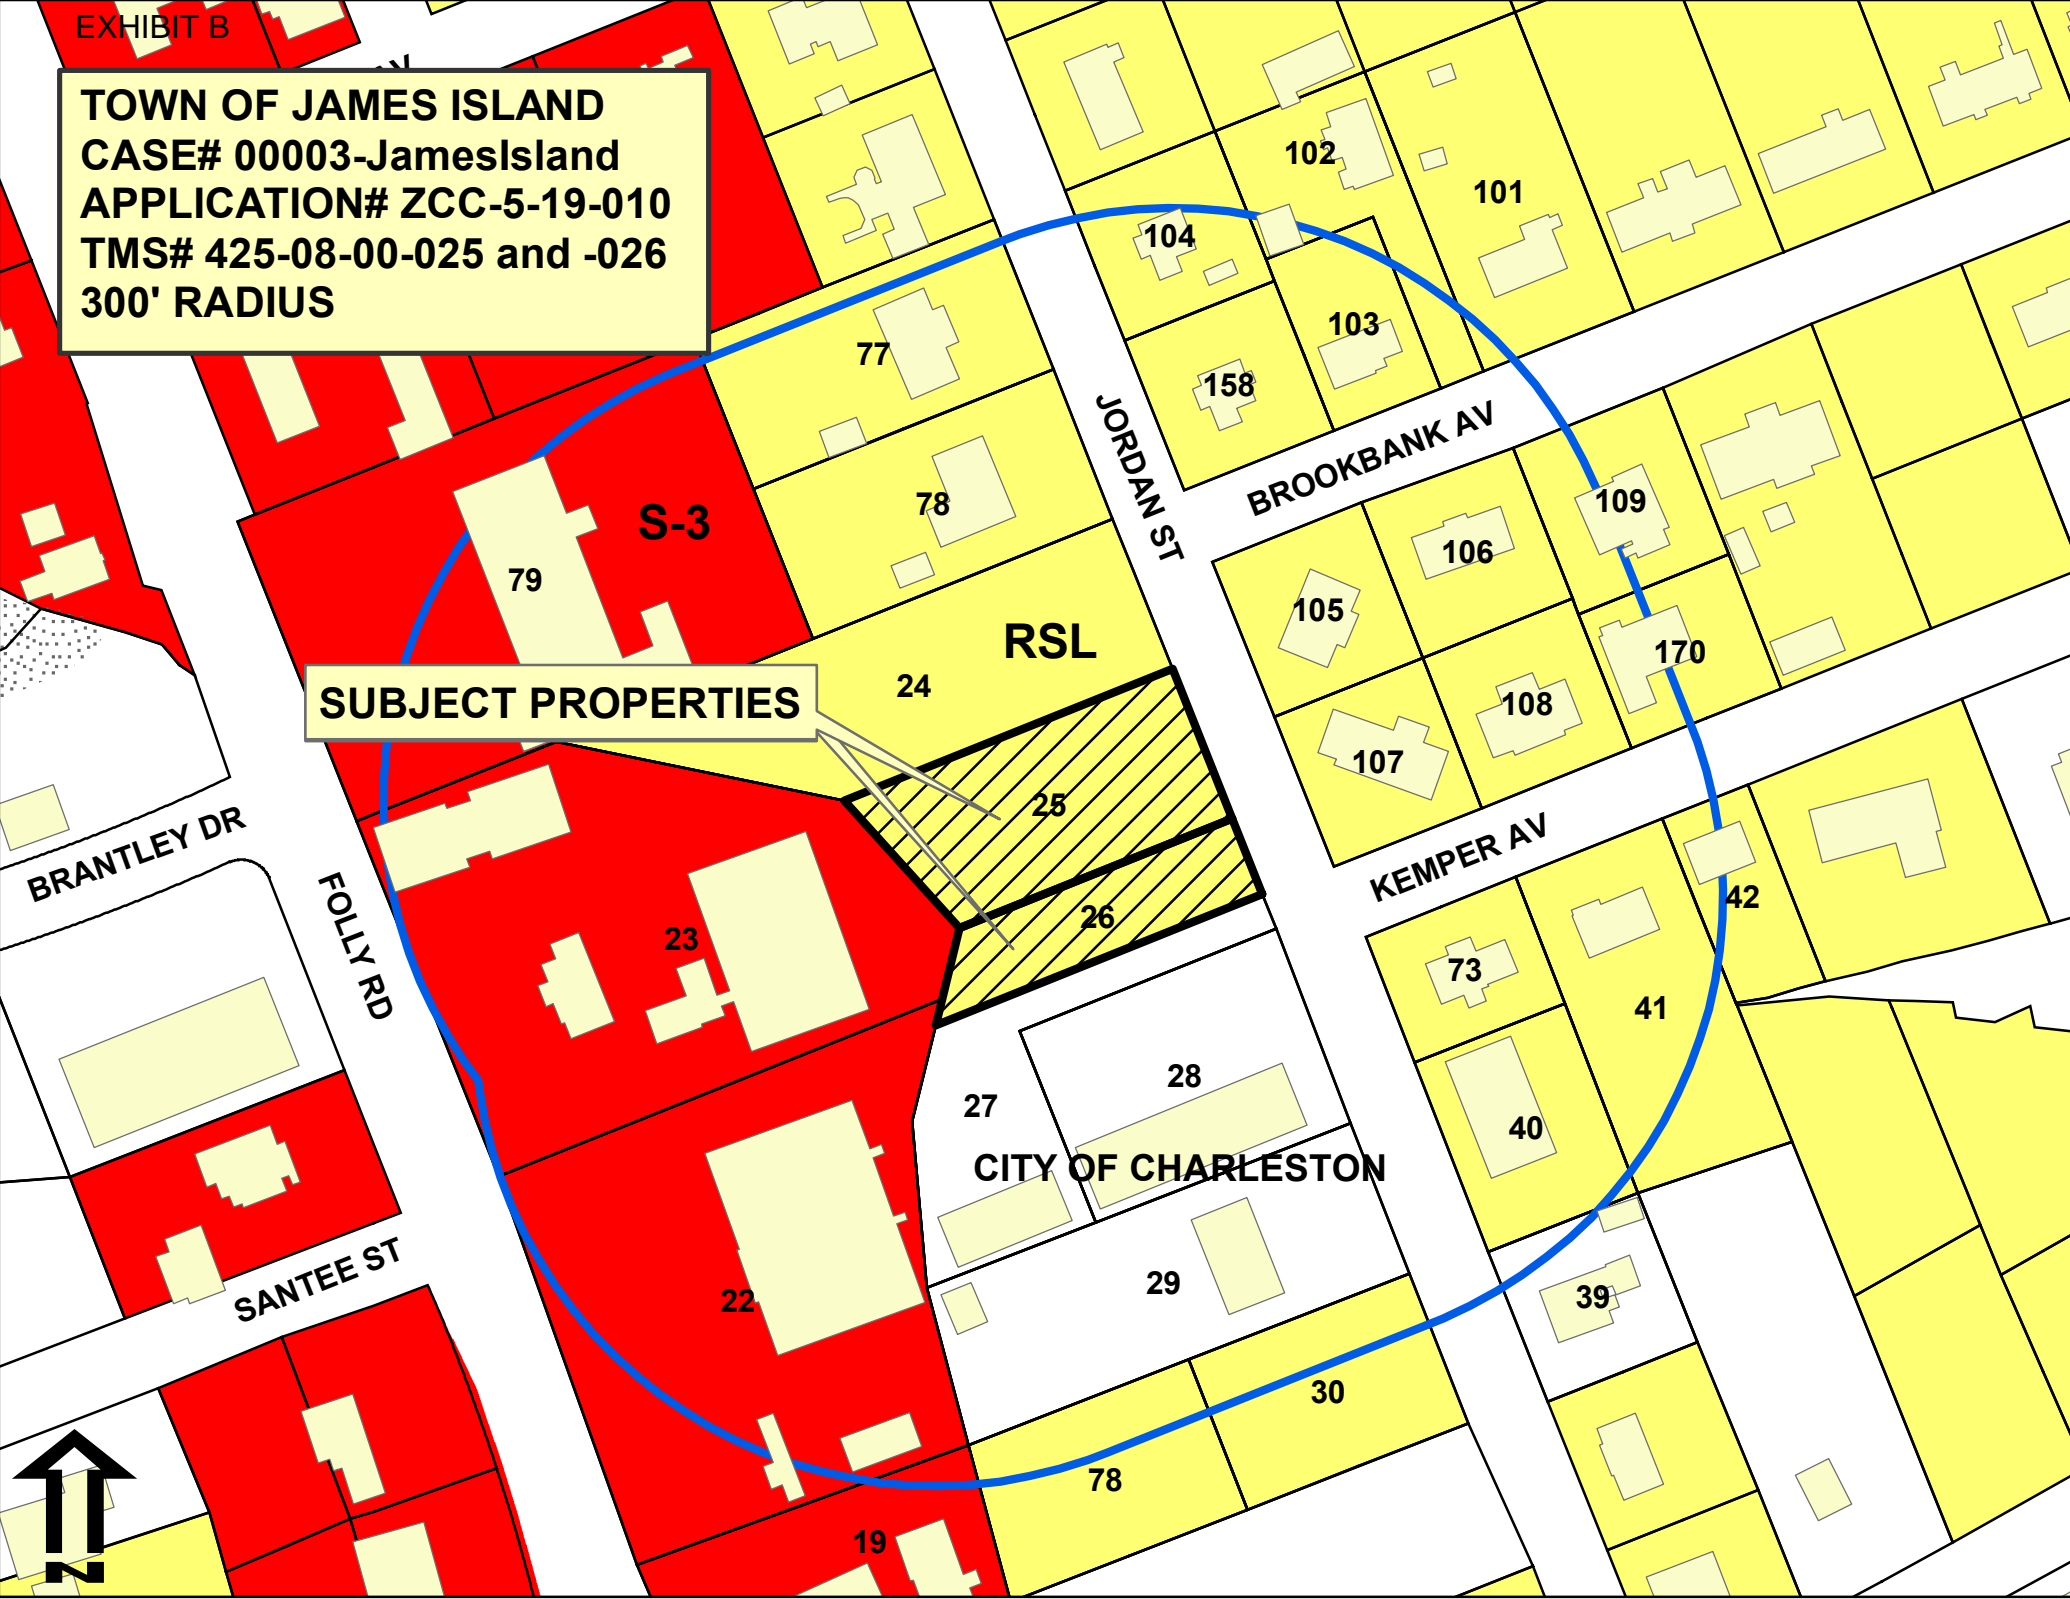 EXHIBIT B
AV
TOWN OF JAMES ISLAND
CASE# 00003-JamesIsland
APPLICATION# ZCC-5-19-010
TMS# 425-08-00-025 and -026
300' RADIUS
102
101
104
103
77
158
JORDAN ST
BROOKBANK AV
78
S-3
109
106
79
105
RSL
170
24
SUBJECT PROPERTIES
108
107
25
BRANTLEY DR
KEMPER AV
42
26
FOLLY RD
23
73
41
28
27
40
CITY OF CHARLESTON
SANTEE ST
29
22
39
30
78
19
N